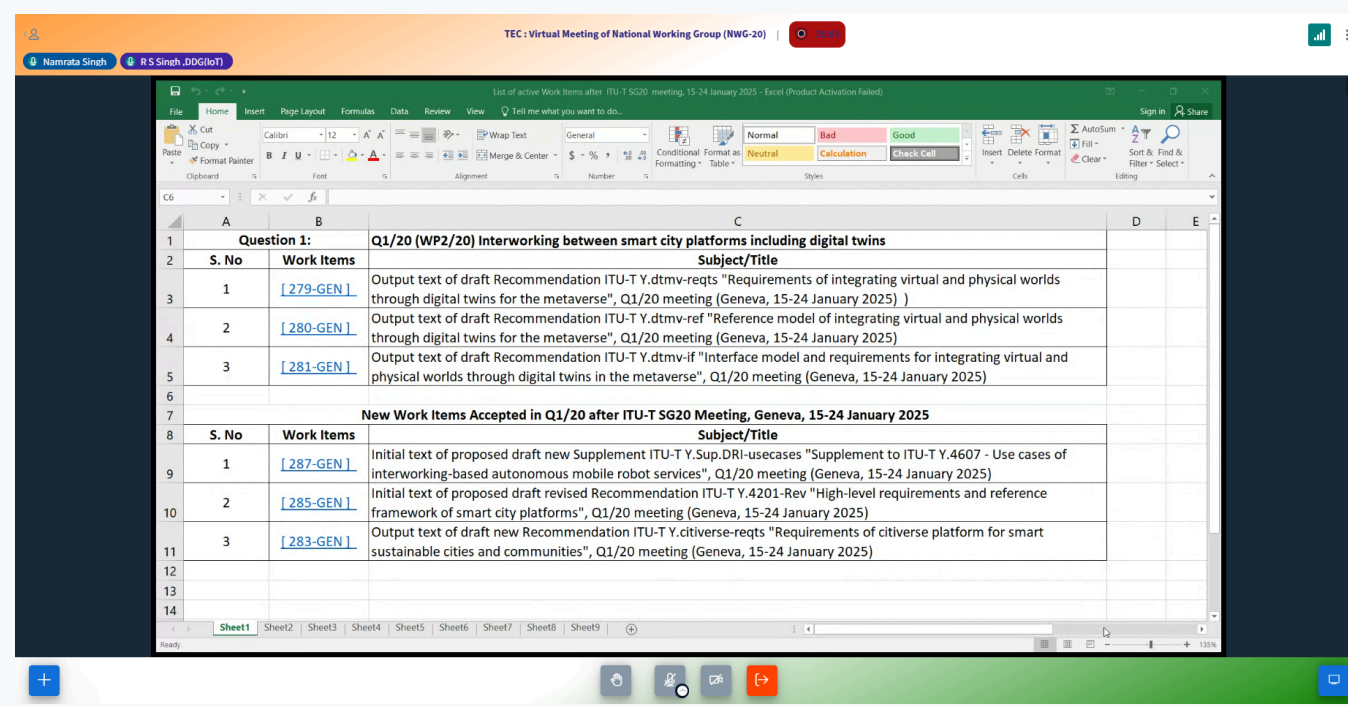 TEC : Virtual Meeting of National Working Group (NWG-20) |
Namrata Singh R S Singh ,DDG(IoT)
List of active Work Items after ITU-T SG20 meeting, 15-24 January 2025 - Excel (Product Activation Failed)
File Home Insert Page Layout Formulas Data Review View Tell me what you want to do... Sign in Share
Cut
Copy
Format Painter
Paste
Calibri 12
B I U
Wrap Text
Merge & Center
General
$ - % ,
Conditional Formatting
Format as Table
Normal Bad Good
Neutral Calculation Check Cell
Insert Delete Format
AutoSum
Fill
Clear
Sort & Filter
Find & Select
Clipboard Font Alignment Number Styles Cells Editing
C6 fx
A B C D E
1 Question 1: Q1/20 (WP2/20) Interworking between smart city platforms including digital twins
2 S. No Work Items Subject/Title
3 1 [ 279-GEN ] Output text of draft Recommendation ITU-T Y.dtmv-reqts "Requirements of integrating virtual and physical worlds
through digital twins for the metaverse", Q1/20 meeting (Geneva, 15-24 January 2025) )
4 2 [ 280-GEN ] Output text of draft Recommendation ITU-T Y.dtmv-ref "Reference model of integrating virtual and physical worlds
through digital twins for the metaverse", Q1/20 meeting (Geneva, 15-24 January 2025)
5 3 [ 281-GEN ] Output text of draft Recommendation ITU-T Y.dtmv-if "Interface model and requirements for integrating virtual and
physical worlds through digital twins in the metaverse", Q1/20 meeting (Geneva, 15-24 January 2025)
6
7 New Work Items Accepted in Q1/20 after ITU-T SG20 Meeting, Geneva, 15-24 January 2025
8 S. No Work Items Subject/Title
9 1 [ 287-GEN ] Initial text of proposed draft new Supplement ITU-T Y.Sup.DRI-usecases "Supplement to ITU-T Y.4607 - Use cases of
interworking-based autonomous mobile robot services", Q1/20 meeting (Geneva, 15-24 January 2025)
10 2 [ 285-GEN ] Initial text of proposed draft revised Recommendation ITU-T Y.4201-Rev "High-level requirements and reference
framework of smart city platforms", Q1/20 meeting (Geneva, 15-24 January 2025)
11 3 [ 283-GEN ] Output text of draft new Recommendation ITU-T Y.citiverse-reqts "Requirements of citiverse platform for smart
sustainable cities and communities", Q1/20 meeting (Geneva, 15-24 January 2025)
12
13
14
Sheet1 Sheet2 Sheet3 Sheet4 Sheet5 Sheet6 Sheet7 Sheet8 Sheet9
Ready 135%